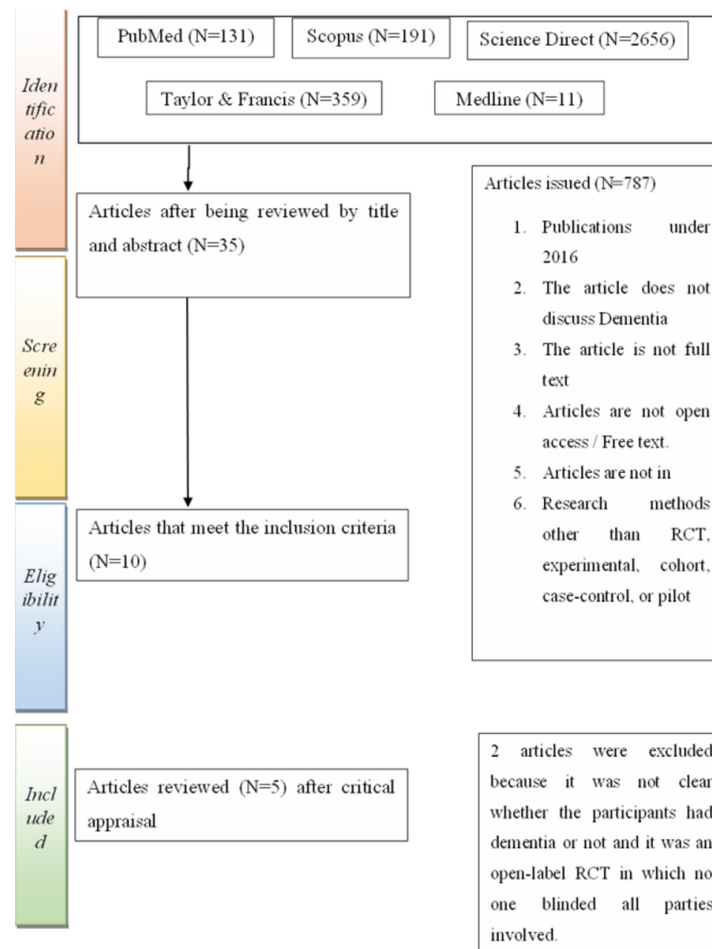 PubMed (N=131)
Scopus (N=191)
Science Direct (N=2656)
Taylor & Francis (N=359)
Medline (N=11)
Iden
tific
atio
n
Articles after being reviewed by title
and abstract (N=35)
Articles issued (N=787)
1. Publications under
2016
2. The article does not
discuss Dementia
3. The article is not full
text
4. Articles are not open
access / Free text.
5. Articles are not in
6. Research methods
other than RCT,
experimental, cohort,
case-control, or pilot
Scre
enin
g
Articles that meet the inclusion criteria
(N=10)
Elig
ibilit
y
Incl
ude
d
Articles reviewed (N=5) after critical
appraisal
2 articles were excluded
because it was not clear
whether the participants had
dementia or not and it was an
open-label RCT in which no
one blinded all parties
involved.